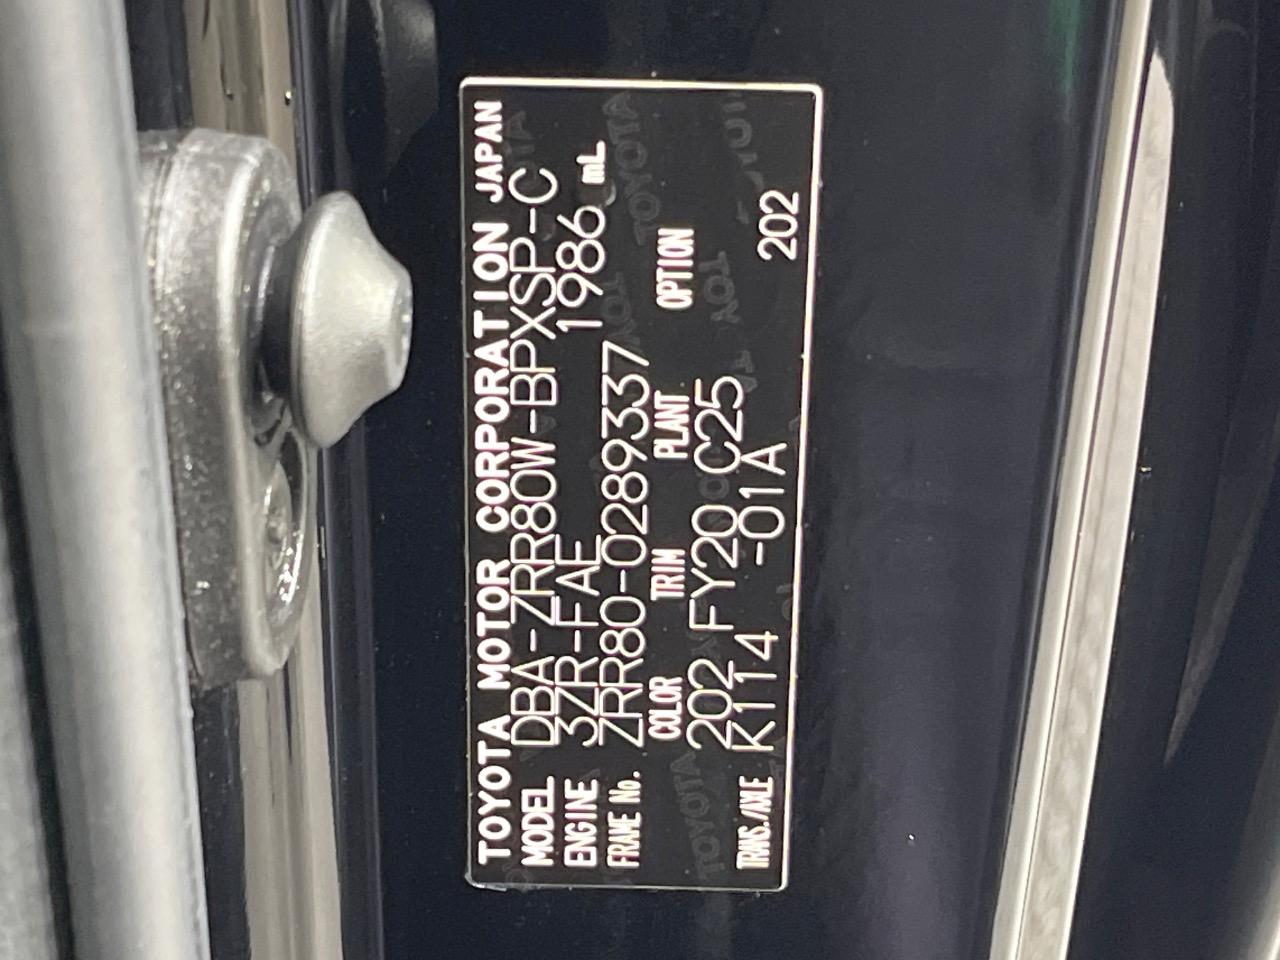 TOYOTA MOTOR CORPORATION JAPAN
MODEL DBA-ZRR80W-BPXSP-C
ENGINE 3ZR-FAE 1986 mL
FRAME No. ZRR80-0289337
COLOR TRIM PLANT OPTION
202 FY20 C25
TRANS./AXLE K114 -01A 202